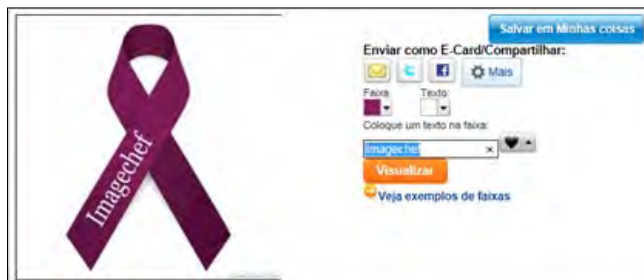 Imagechef
Salvar em Minhas coisas
Enviar como E-Card/Compartilhar:
Mais
Faixa:
Texto:
Coloque um texto na faixa:
imagechef
Visualizar
Veja exemplos de faixas